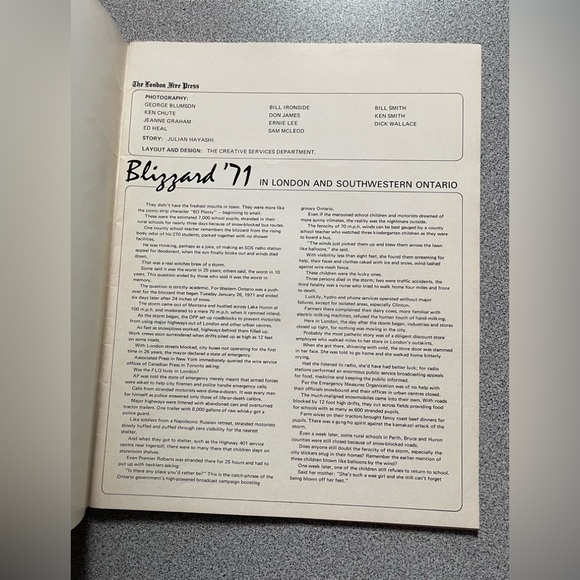 The London Free Press
PHOTOGRAPHY:
GEORGE BLUMSON
KEN CHUTE
JEANNE GRAHAM
ED HEAL
BILL IRONSIDE
DON JAMES
ERNIE LEE
SAM McLEOD
BILL SMITH
KEN SMITH
DICK WALLACE
STORY: JULIAN HAYASHI.
LAYOUT AND DESIGN: THE CREATIVE SERVICES DEPARTMENT.
Blizzard '71 IN LONDON AND SOUTHWESTERN ONTARIO
They didn't have the freshest mouths in town. They were more like
the comic strip character "BO Plenty" — beginning to smell.
These were the estimated 7,000 school pupils, stranded in their
rural schools for nearly three days because of snow-blocked bus routes.
One county school teacher remembers the blizzard from the rising
body odor of his 270 students, packed together with no shower
facilities.
He was thinking, perhaps as a joke, of making an SOS radio station
appeal for deodorant, when the sun finally broke out and winds died
down.
That was a real witches brew of a storm.
Some said it was the worst in 25 years; others said, the worst in 10
years. This question ended by those who said it was the worst in
memory.
The question is strictly academic. For Western Ontario was a push-
over for the blizzard that began Tuesday January 26, 1971 and ended
six days later after 24 inches of snow.
The storm came out of Montana and hustled across Lake Huron at
100 m.p.h. and moderated to a mere 70 m.p.h. when it rammed inland.
As the storm began, the OPP set up roadblocks to prevent motorists
from using major highways out of London and other urban centres.
As fast as snowplows worked, highways behind them filled up.
Work crews soon surrendered when drifts piled up as high as 12 feet
on some roads.
With London streets blocked, city buses not operating for the first
time in 26 years, the mayor declared a state of emergency.
Associated Press in New York immediately queried the wire service
offices of Canadian Press in Toronto asking:
Was the FLQ busy in London?
AP was told the state of emergency merely meant that armed forces
were asked to help city firemen and police handle emergency calls.
Calls from stranded motorists were dime-a-dozen. It was every man
for himself as police answered only those of life-or-death calibre.
Major highways were littered with abandoned cars and overturned
tractor trailers. One trailer with 6,000 gallons of raw whisky got a
police guard.
Like soldiers from a Napoleonic Russian retreat, stranded motorists
slowly huffed and puffed through zero visibility for the nearest
shelter.
And when they got to shelter, such as the Highway 401 service
centre near Ingersoll, there were so many there that children slept on
storeroom shelves.
Even Premier Robarts was stranded there for 25 hours and had to
put up with hecklers asking:
"Is there any place you'd rather be?" This is the catch-phrase of the
Ontario government's high-powered broadcast campaign boosting
groovy Ontario.
Even if the marooned school children and motorists dreamed of
more sunny climates, the reality was the nightmare outside.
The ferocity of 70 m.p.h. winds can be best gauged by a county
school teacher who watched three kindergarten children as they were
to board a bus.
"The winds just picked them up and blew them across the lawn
like balloons," she said.
With visibility less than eight feet, she found them screaming for
help, their faces and clothes caked with ice and snow, wind-lashed
against wire-mesh fence.
These children were the lucky ones.
Three persons died in the storm; two were traffic accidents, the
third fatality was a nurse who tried to walk home four miles and froze
to death.
Luckily, hydro and phone services operated without major
failures, except for isolated areas, especially Clinton.
Farmers there complained their dairy cows, more familiar with
electric milking machines, refused the human touch of hand-milking.
Here in London, the day after the storm began, industries and stores
closed up tight, for nothing was moving in the city.
Probably the most pathetic story was of a diligent discount store
employee who walked miles to her store in London's outskirts.
When she got there, shivering with cold, the store door was slammed
in her face. She was told to go home and she walked home bitterly
crying.
Had she listened to radio, she'd have had better luck; for radio
stations performed an enormous public service broadcasting appeals
for food, medicine and keeping the public informed.
For the Emergency Measures Organization was of no help with
their official snowbound and their officers in crippled cities.
The much-maligned snowmobiles came into their own. With roads
blocked by 12 foot high drifts, they cut across fields providing food
for schools with as many as 600 stranded pupils.
Farm wives on their tractors brought fancy roast beef dinners for
pupils. There was a gung-ho spirit against the kamakazi attack of the
storm.
Even a week later, some rural schools in Perth, Bruce and Huron
counties were still closed because of snow-blocked roads.
Does anyone still doubt the ferocity of the storm, especially the
city slickers snug in their homes? Remember the earlier mention of
three children blown like balloons by the wind?
One week later, one of the children still refuses to return to school.
Said her mother: "She's such a wee girl and she still can't forget
being blown off her feet."